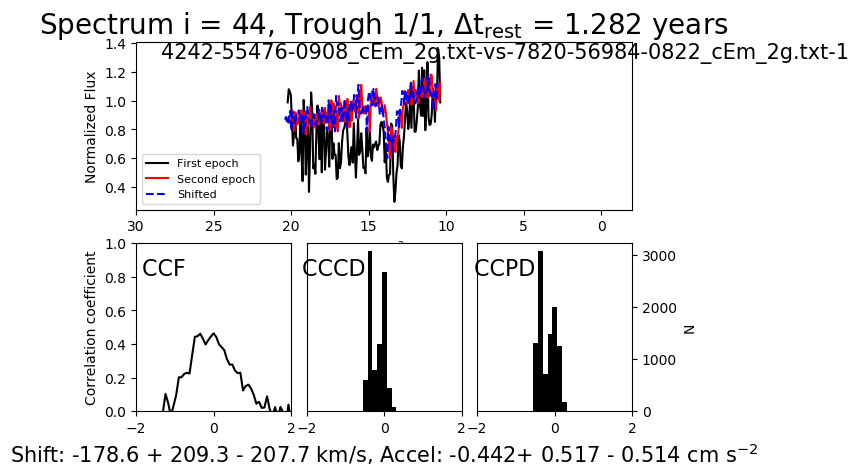 Spectrum i = 44, Trough 1/1, Δt_rest = 1.282 years
4242-55476-0908_cEm_2g.txt-vs-7820-56984-0822_cEm_2g.txt-1
Normalized Flux
1.4
1.2
1.0
0.8
0.6
0.4
First epoch
Second epoch
Shifted
30 25 20 15 10 5 0
Correlation coefficient
1.0
0.8
0.6
0.4
0.2
0.0
CCF
−2 0 2
CCCD
−2 0 2
CCPD
−2 0 2
3000
2000
1000
0
N
Shift: -178.6 + 209.3 - 207.7 km/s, Accel: -0.442+ 0.517 - 0.514 cm s⁻²